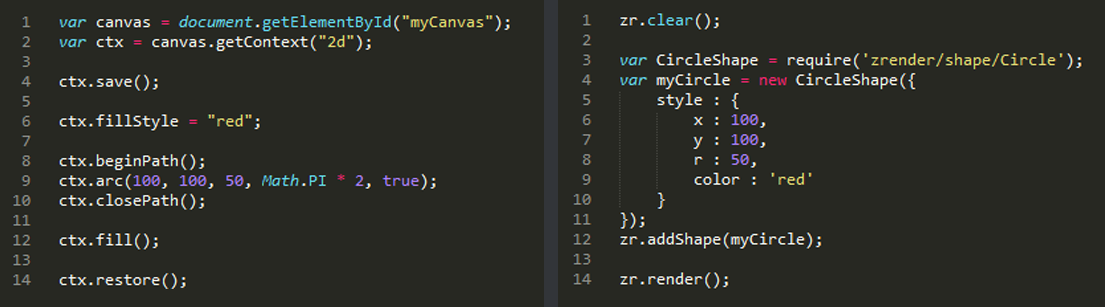 1 var canvas = document.getElementById("myCanvas");
2 var ctx = canvas.getContext("2d");
3
4 ctx.save();
5
6 ctx.fillStyle = "red";
7
8 ctx.beginPath();
9 ctx.arc(100, 100, 50, Math.PI * 2, true);
10 ctx.closePath();
11
12 ctx.fill();
13
14 ctx.restore();
1 zr.clear();
2
3 var CircleShape = require('zrender/shape/Circle');
4 var myCircle = new CircleShape({
5 style : {
6 x : 100,
7 y : 100,
8 r : 50,
9 color : 'red'
10 }
11 });
12 zr.addShape(myCircle);
13
14 zr.render();